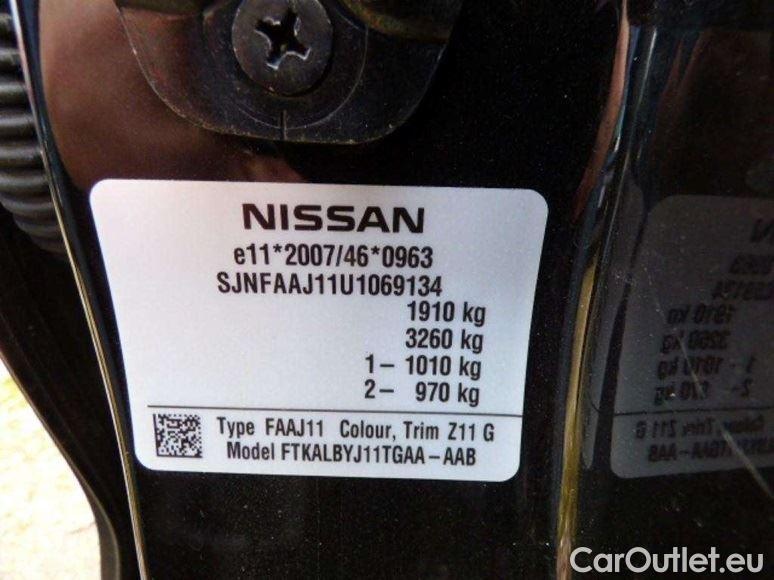 NISSAN
e11*2007/46*0963
SJNFAAJ11U1069134
1910 kg
3260 kg
1– 1010 kg
2– 970 kg
Type FAAJ11 Colour, Trim Z11 G
Model FTKALBYJ11TGAA–AAB
CarOutlet.eu